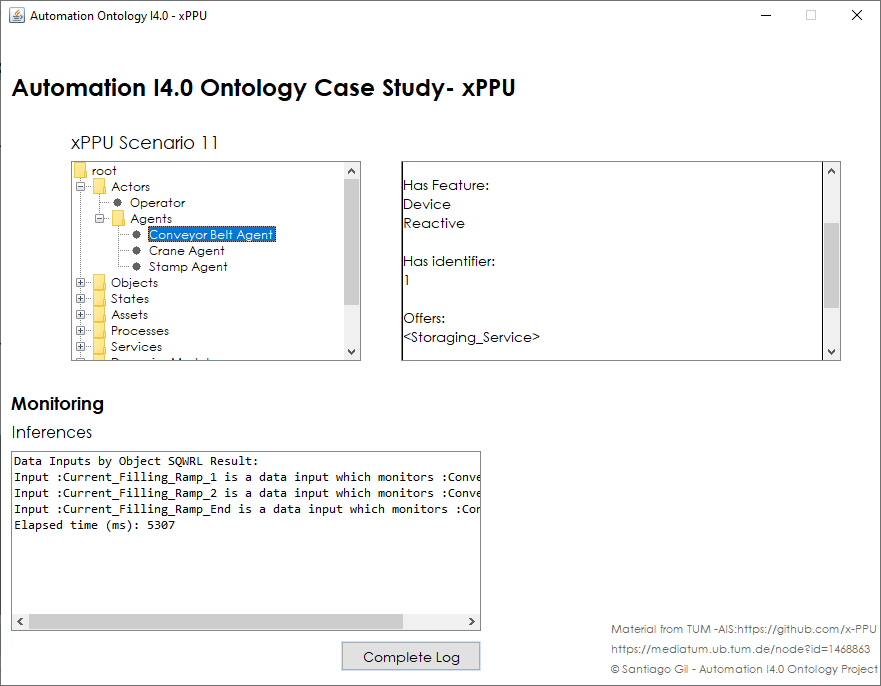 Automation Ontology I4.0 - xPPU
Automation I4.0 Ontology Case Study- xPPU
xPPU Scenario 11
root
Actors
Operator
Agents
Conveyor Belt Agent
Crane Agent
Stamp Agent
Objects
States
Assets
Processes
Services
Has Feature:
Device
Reactive
Has identifier:
1
Offers:
<Storaging_Service>
Monitoring
Inferences
Data Inputs by Object SQWRL Result:
Input :Current_Filling_Ramp_1 is a data input which monitors :Conve
Input :Current_Filling_Ramp_2 is a data input which monitors :Conve
Input :Current_Filling_Ramp_End is a data input which monitors :Con
Elapsed time (ms): 5307
Complete Log
Material from TUM -AIS:https://github.com/x-PPU
https://mediatum.ub.tum.de/node?id=1468863
© Santiago Gil - Automation I4.0 Ontology Project